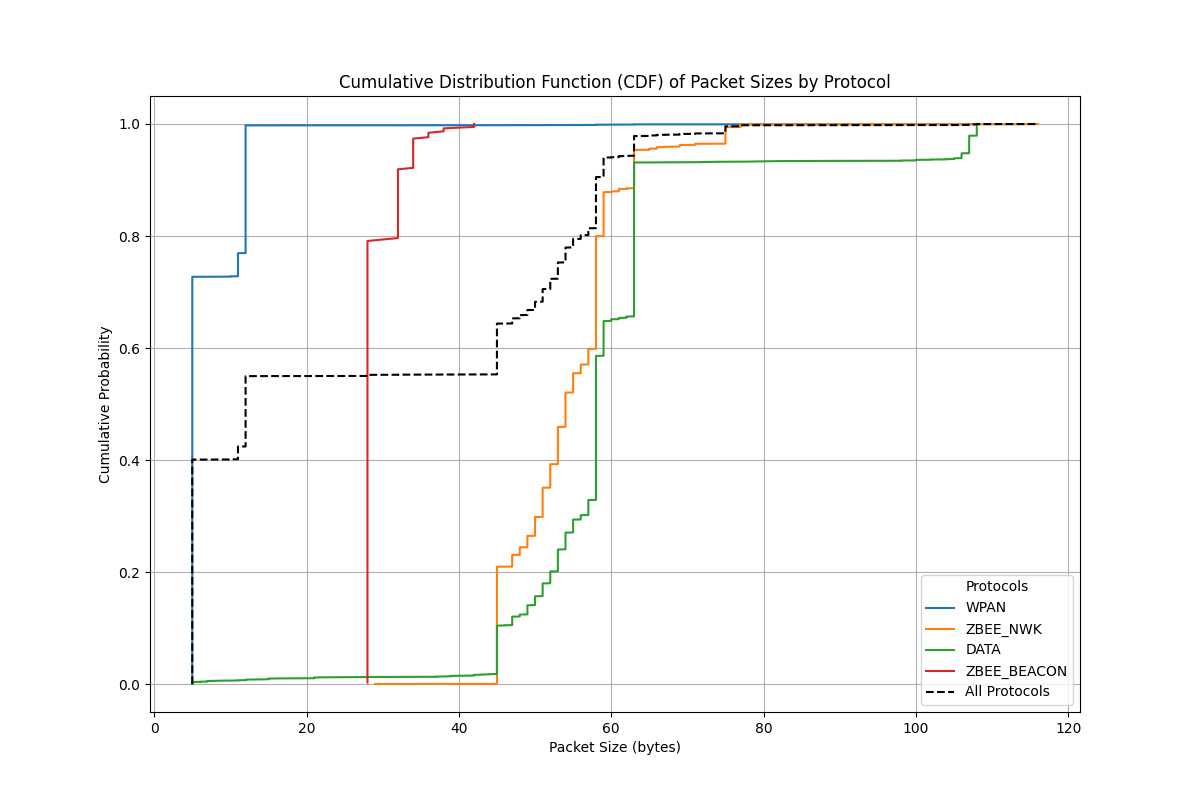 Cumulative Distribution Function (CDF) of Packet Sizes by Protocol
1.0
0.8
0.6
0.4
0.2
0.0
Cumulative Probability
Protocols
WPAN
ZBEE_NWK
DATA
ZBEE_BEACON
All Protocols
0 20 40 60 80 100 120
Packet Size (bytes)